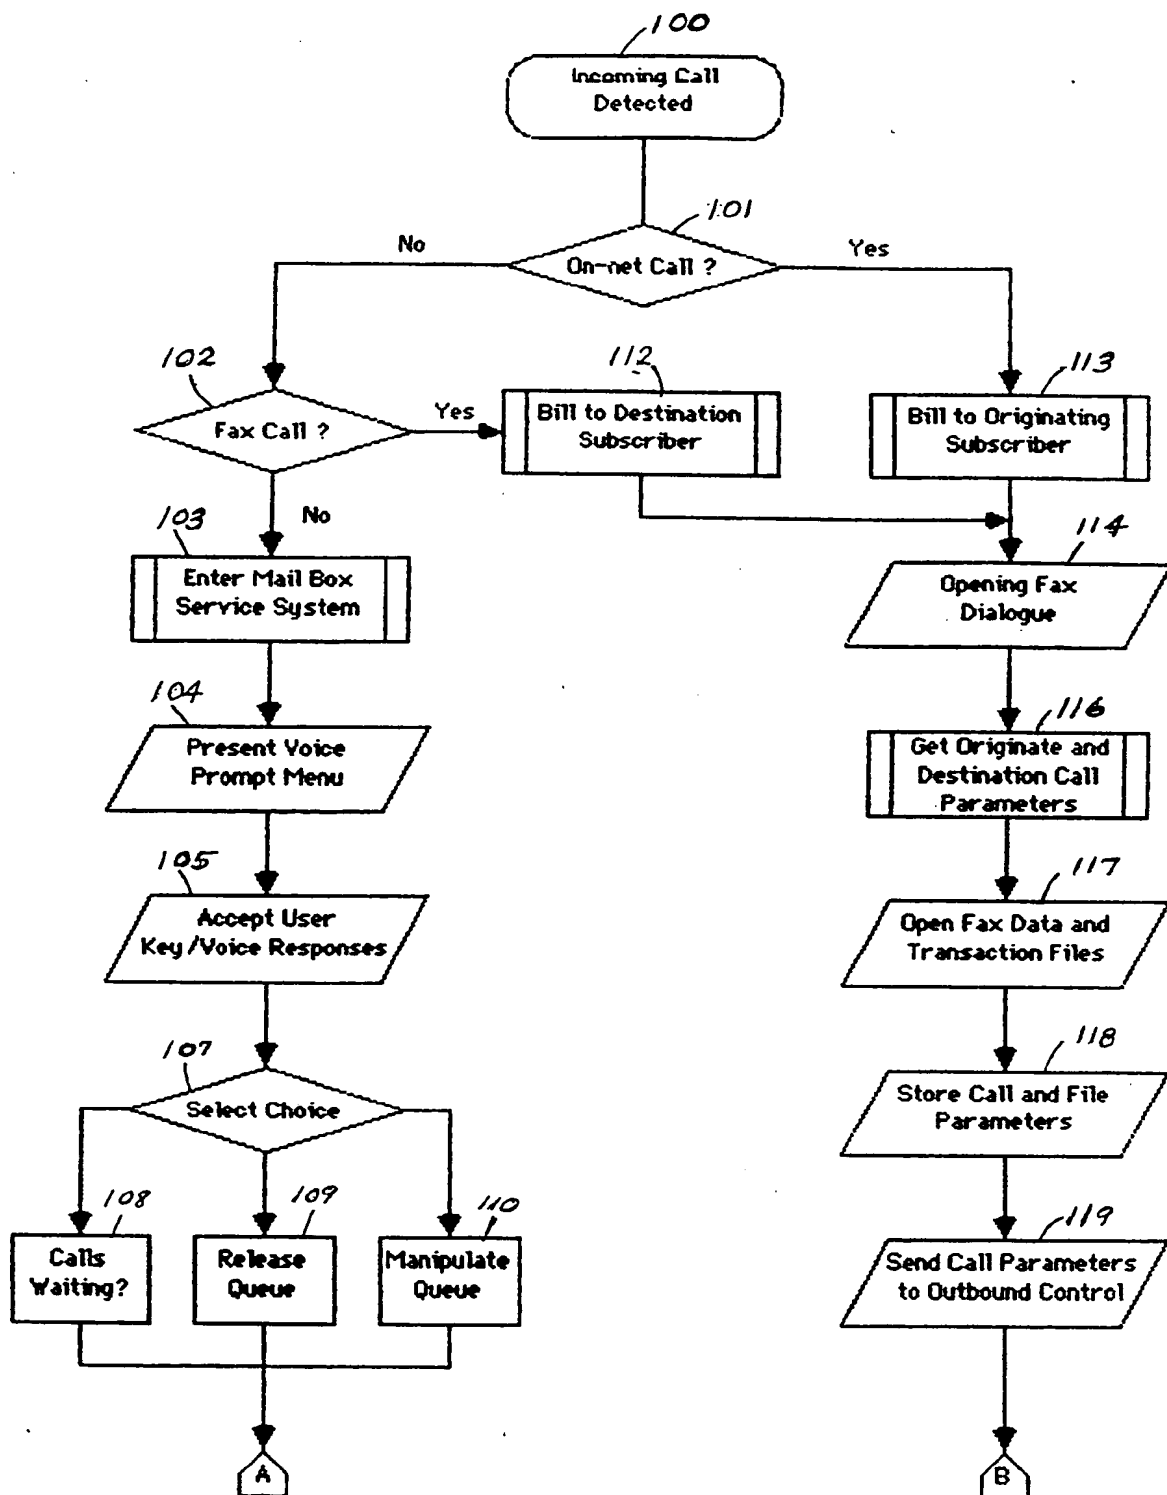 100
Incoming Call
Detected
101
No
On-net Call ?
Yes
102
Fax Call ?
Yes
112
Bill to Destination
Subscriber
113
Bill to Originating
Subscriber
No
103
Enter Mail Box
Service System
114
Opening Fax
Dialogue
104
Present Voice
Prompt Menu
116
Get Originate and
Destination Call
Parameters
105
Accept User
Key/Voice Responses
117
Open Fax Data and
Transaction Files
107
Select Choice
118
Store Call and File
Parameters
108
Calls
Waiting?
109
Release
Queue
110
Manipulate
Queue
119
Send Call Parameters
to Outbound Control
A
B